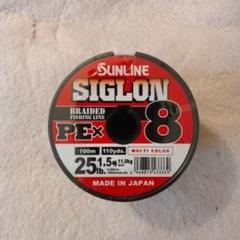 SUNLINE
SIGLON
BRAIDED
FISHING LINE
PE×8
100m 110yds. MULTI COLOR
25lb. 1.5号 11.0kg
MADE IN JAPAN